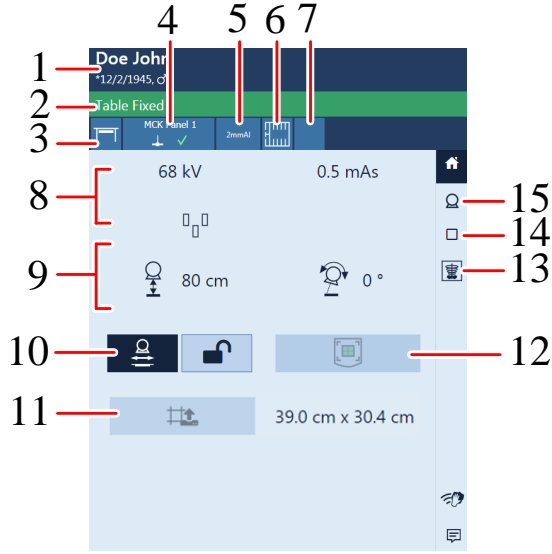 4 5 6 7
Doe John
1
*12/2/1945, ♂
2 Table Fixed
MCK Panel 1
3
2mmAl
68 kV 0.5 mAs
8
15
14
13
9
80 cm 0 °
10
12
11
39.0 cm x 30.4 cm